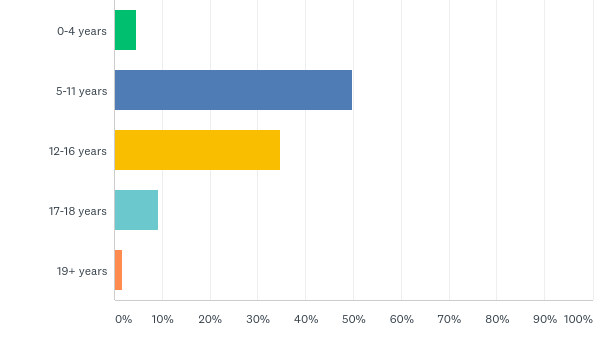 0-4 years
5-11 years
12-16 years
17-18 years
19+ years
0% 10% 20% 30% 40% 50% 60% 70% 80% 90% 100%